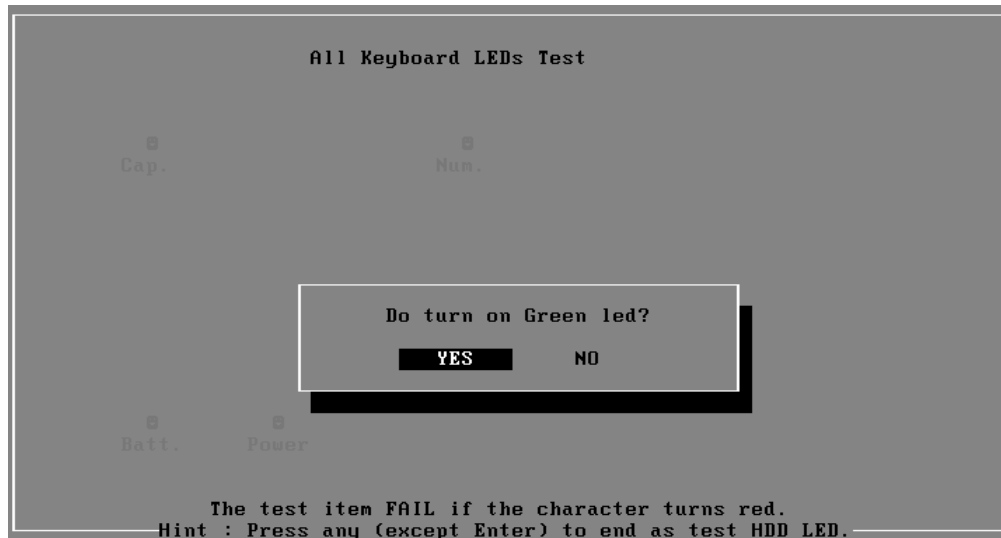 All Keyboard LEDs Test
Cap. Num.
Do turn on Green led?
YES NO
Batt. Power
The test item FAIL if the character turns red.
Hint : Press any (except Enter) to end as test HDD LED.